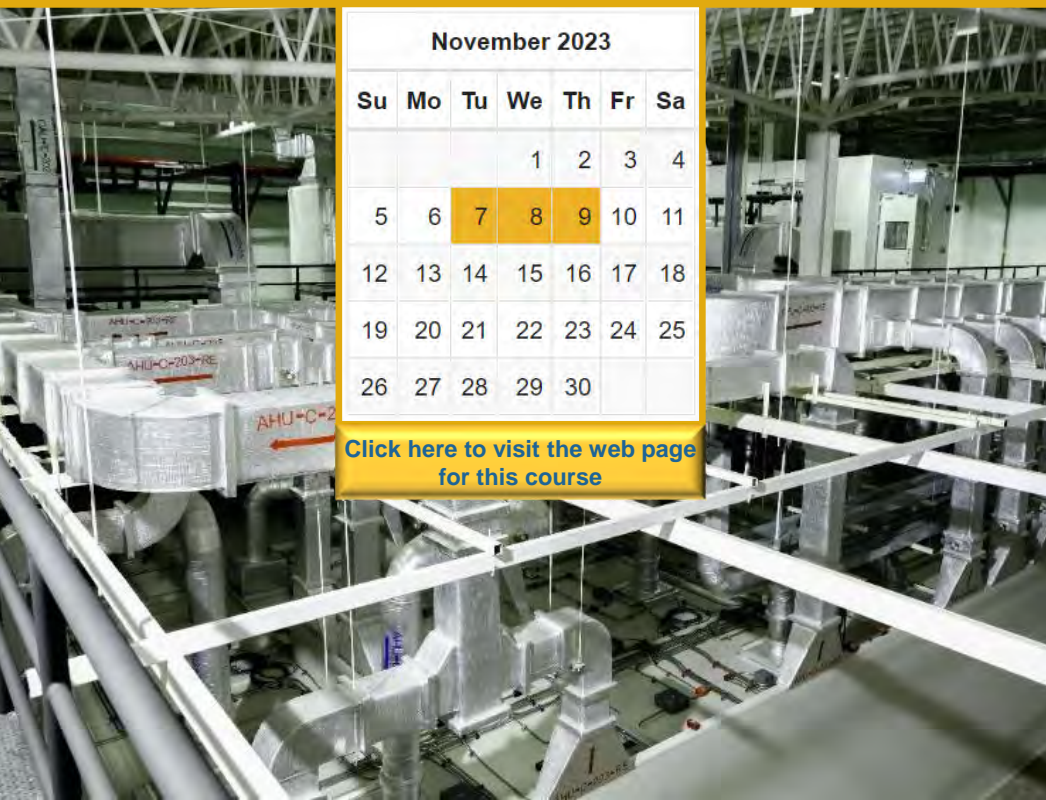 November 2023
Su Mo Tu We Th Fr Sa
1 2 3 4
5 6 7 8 9 10 11
12 13 14 15 16 17 18
19 20 21 22 23 24 25
26 27 28 29 30
Click here to visit the web page
for this course
AHU-C-203-RE
AHU-C-2